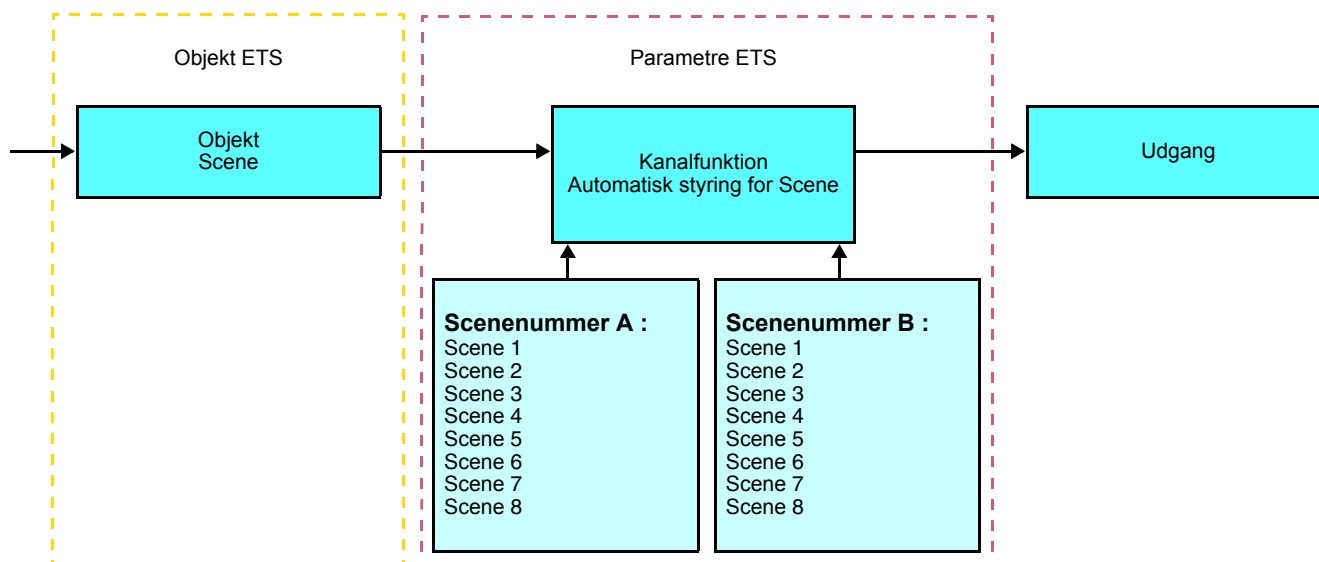 Objekt ETS
Parametre ETS
Objekt
Scene
Kanalfunktion
Automatisk styring for Scene
Udgang
Scenenummer A :
Scene 1
Scene 2
Scene 3
Scene 4
Scene 5
Scene 6
Scene 7
Scene 8
Scenenummer B :
Scene 1
Scene 2
Scene 3
Scene 4
Scene 5
Scene 6
Scene 7
Scene 8